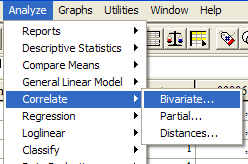 Analyze Graphs Utilities Window Help
Reports
Descriptive Statistics
Compare Means
General Linear Model
Correlate
Regression
Loglinear
Classify
Bivariate...
Partial...
Distances...